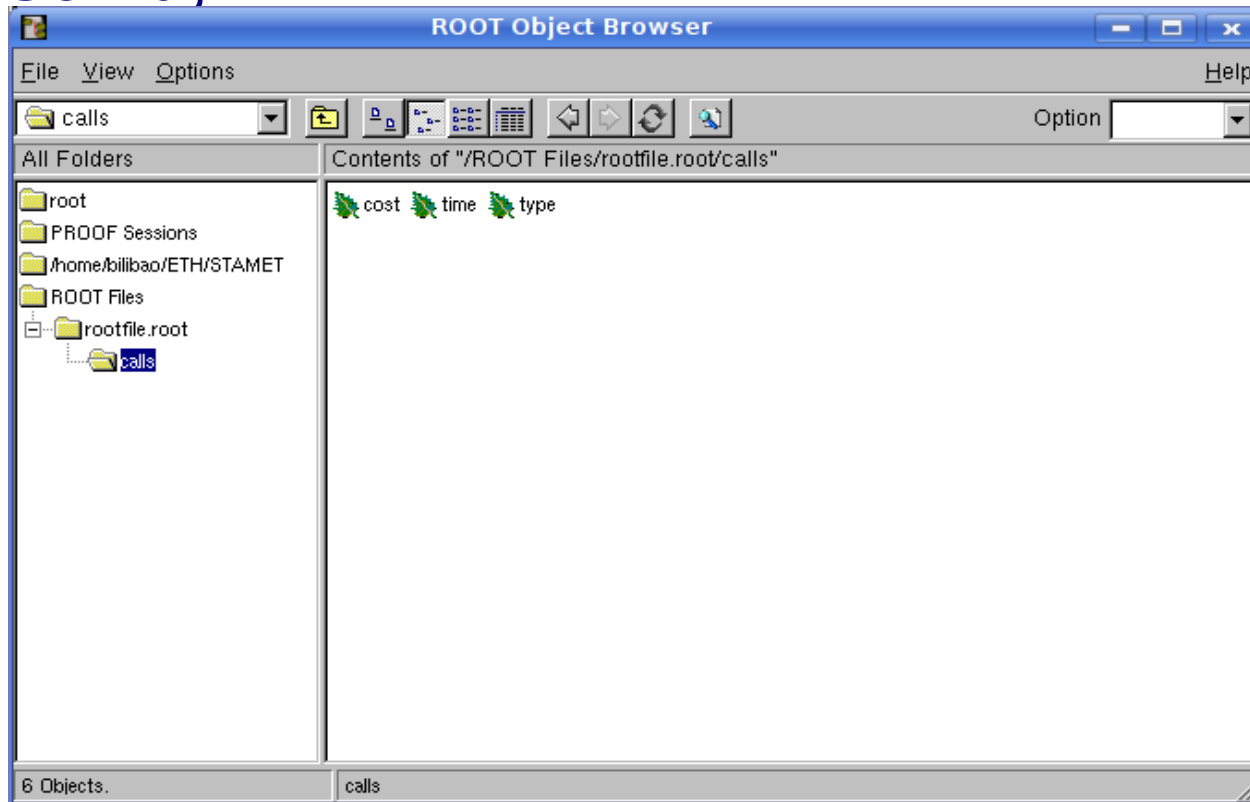 ROOT Object Browser
File View Options Help
calls Option
All Folders Contents of "/ROOT Files/rootfile.root/calls"
root cost time type
PROOF Sessions
/home/bilibao/ETH/STAMET
ROOT Files
rootfile.root
calls
6 Objects. calls